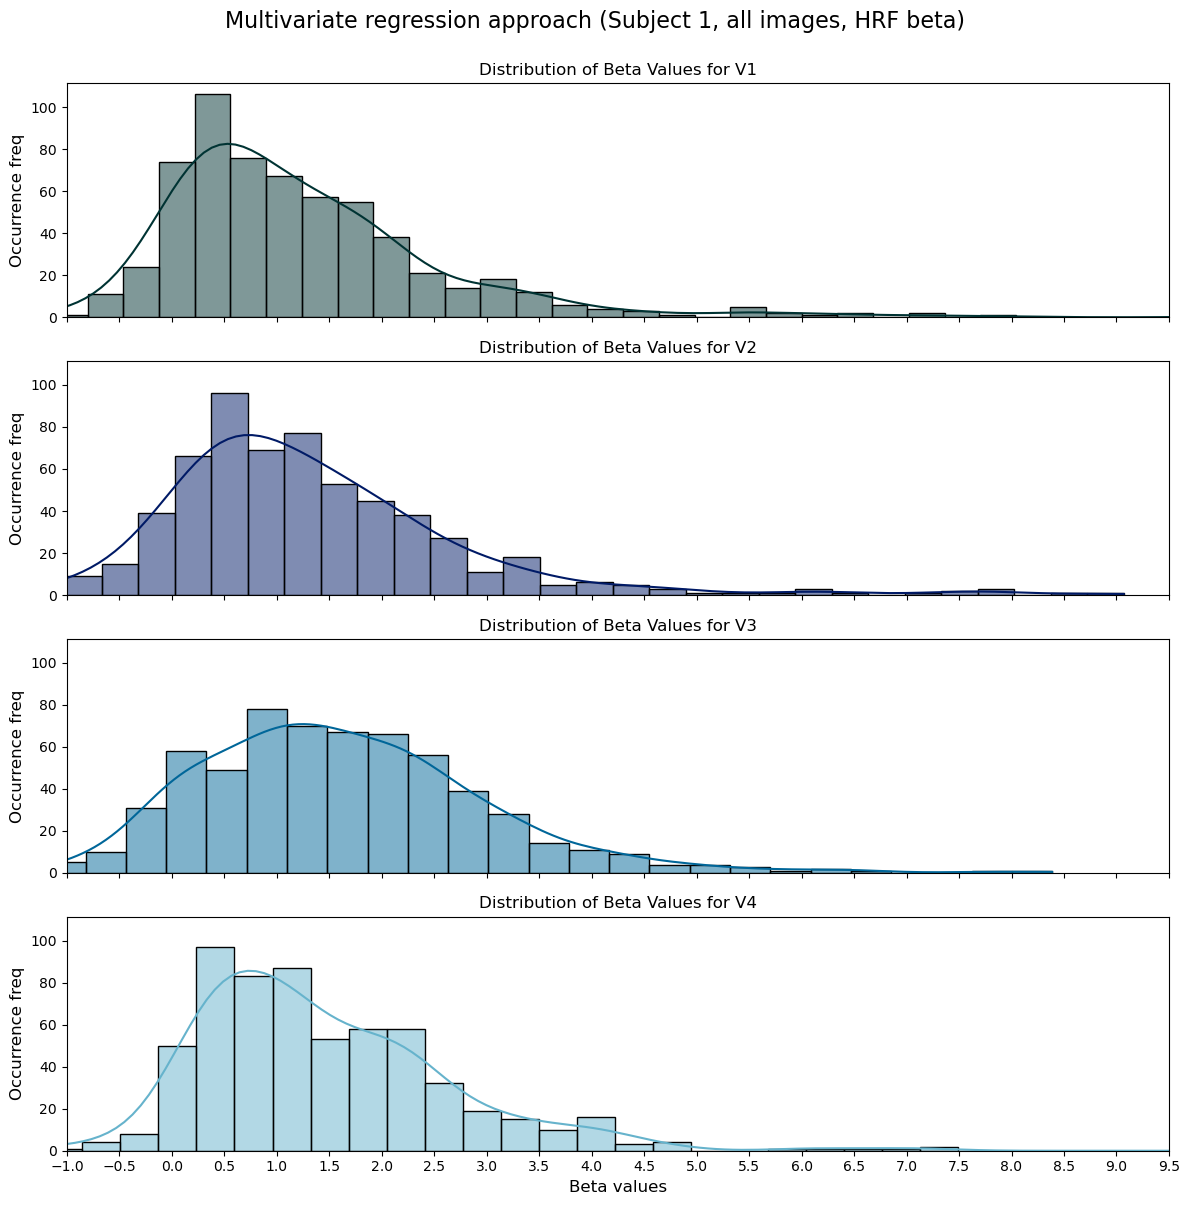 Multivariate regression approach (Subject 1, all images, HRF beta)
Distribution of Beta Values for V1
Occurrence freq
100
80
60
40
20
0
Distribution of Beta Values for V2
Occurrence freq
100
80
60
40
20
0
Distribution of Beta Values for V3
Occurrence freq
100
80
60
40
20
0
Distribution of Beta Values for V4
Occurrence freq
100
80
60
40
20
0
−1.0 −0.5 0.0 0.5 1.0 1.5 2.0 2.5 3.0 3.5 4.0 4.5 5.0 5.5 6.0 6.5 7.0 7.5 8.0 8.5 9.0 9.5
Beta values